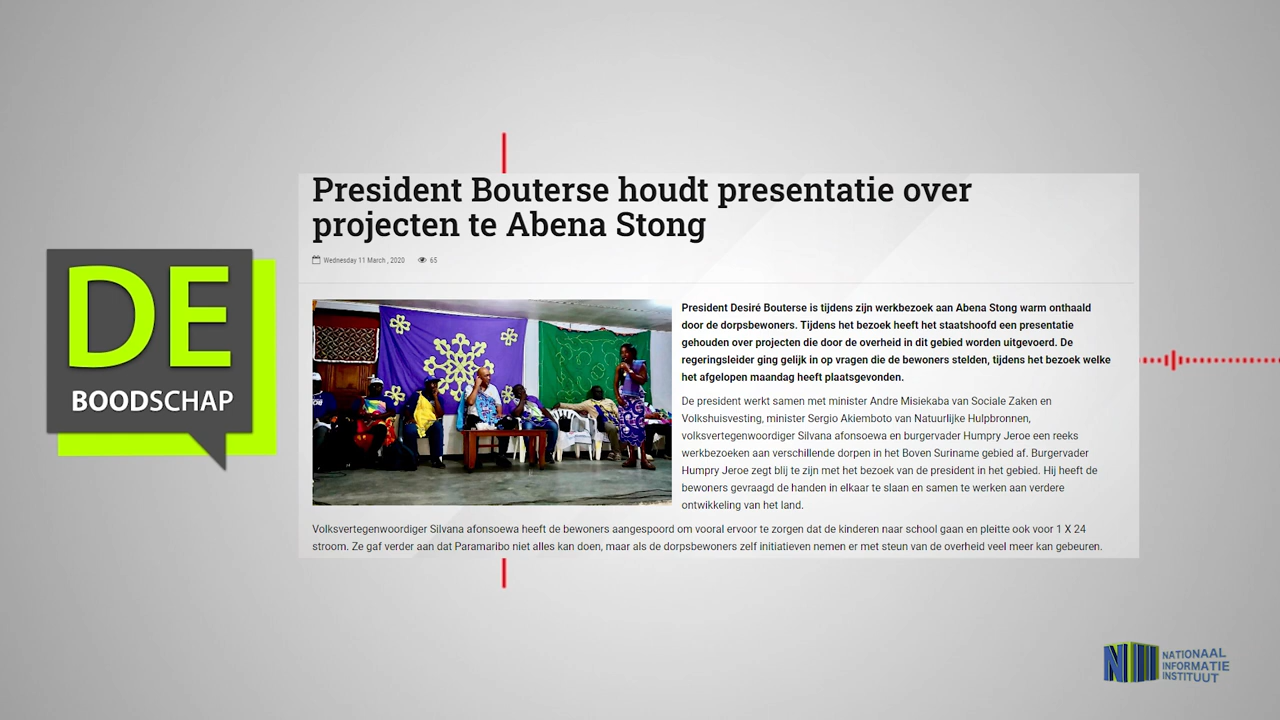 President Bouterse houdt presentatie over
projecten te Abena Stong
Wednesday 11 March , 2020 65
DE
BOODSCHAP
President Desiré Bouterse is tijdens zijn werkbezoek aan Abena Stong warm onthaald
door de dorpsbewoners. Tijdens het bezoek heeft het staatshoofd een presentatie
gehouden over projecten die door de overheid in dit gebied worden uitgevoerd. De
regeringsleider ging gelijk in op vragen die de bewoners stelden, tijdens het bezoek welke
het afgelopen maandag heeft plaatsgevonden.
De president werkt samen met minister Andre Misiekaba van Sociale Zaken en
Volkshuisvesting, minister Sergio Akiemboto van Natuurlijke Hulpbronnen,
volksvertegenwoordiger Silvana afonsoewa en burgervader Humpry Jeroe een reeks
werkbezoeken aan verschillende dorpen in het Boven Suriname gebied af. Burgervader
Humpry Jeroe zegt blij te zijn met het bezoek van de president in het gebied. Hij heeft de
bewoners gevraagd de handen in elkaar te slaan en samen te werken aan verdere
ontwikkeling van het land.
Volksvertegenwoordiger Silvana afonsoewa heeft de bewoners aangespoord om vooral ervoor te zorgen dat de kinderen naar school gaan en pleitte ook voor 1 X 24
stroom. Ze gaf verder aan dat Paramaribo niet alles kan doen, maar als de dorpsbewoners zelf initiatieven nemen er met steun van de overheid veel meer kan gebeuren.
NATIONAAL
INFORMATIE
INSTITUUT